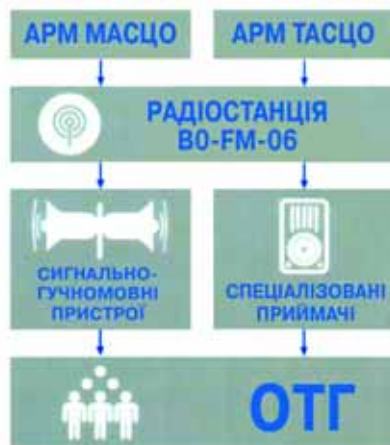 АРМ МАСЦО
АРМ ТАСЦО
РАДІОСТАНЦІЯ
В0-FM-06
СИГНАЛЬНО-
ГУЧНОМОВНІ
ПРИСТРОЇ
СПЕЦІАЛІЗОВАНІ
ПРИЙМАЧІ
ОТГ